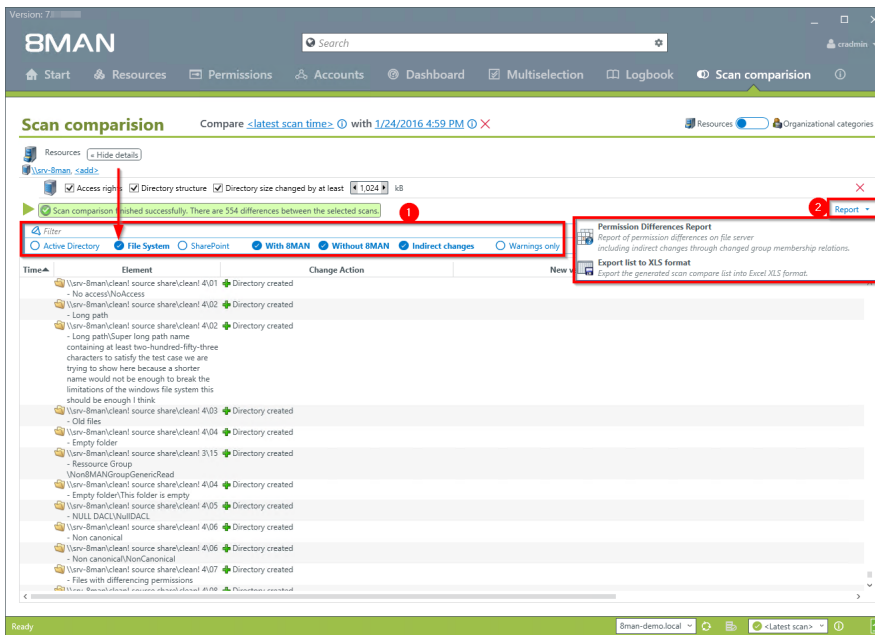 Version: 7.
8MAN
Search
cradmin
Start Resources Permissions Accounts Dashboard Multiselection Logbook Scan comparision
Scan comparision Compare <latest scan time> with 1/24/2016 4:59 PM
Resources Organizational categories
Resources « Hide details
\\srv-8man, <add>
Access rights Directory structure Directory size changed by at least 1,024 kB
Scan comparison finished successfully. There are 554 differences between the selected scans.
1
2
Report
Filter
Active Directory File System SharePoint With 8MAN Without 8MAN Indirect changes Warnings only
Permission Differences Report
Report of permission differences on file server
including indirect changes through changed group membership relations.
Export list to XLS format
Export the generated scan compare list into Excel XLS format.
Time Element Change Action New v
\\srv-8man\clean! source share\clean! 4\01 Directory created
- No access\NoAccess
\\srv-8man\clean! source share\clean! 4\02 Directory created
- Long path
\\srv-8man\clean! source share\clean! 4\02 Directory created
- Long path\Super long path name
containing at least two-hundred-fifty-three
characters to satisfy the test case we are
trying to show here because a shorter
name would not be enough to break the
limitations of the windows file system this
should be enough I think
\\srv-8man\clean! source share\clean! 4\03 Directory created
- Old files
\\srv-8man\clean! source share\clean! 4\04 Directory created
- Empty folder
\\srv-8man\clean! source share\clean! 3\15 Directory created
- Ressource Group
\Non8MANGroupGenericRead
\\srv-8man\clean! source share\clean! 4\04 Directory created
- Empty folder\This folder is empty
\\srv-8man\clean! source share\clean! 4\05 Directory created
- NULL DACL\NullDACL
\\srv-8man\clean! source share\clean! 4\06 Directory created
- Non canonical
\\srv-8man\clean! source share\clean! 4\06 Directory created
- Non canonical\NonCanonical
\\srv-8man\clean! source share\clean! 4\07 Directory created
- Files with differencing permissions
\\srv-8man\clean! source share\clean! 4\08 Directory created
Ready
8man-demo.local <Latest scan>